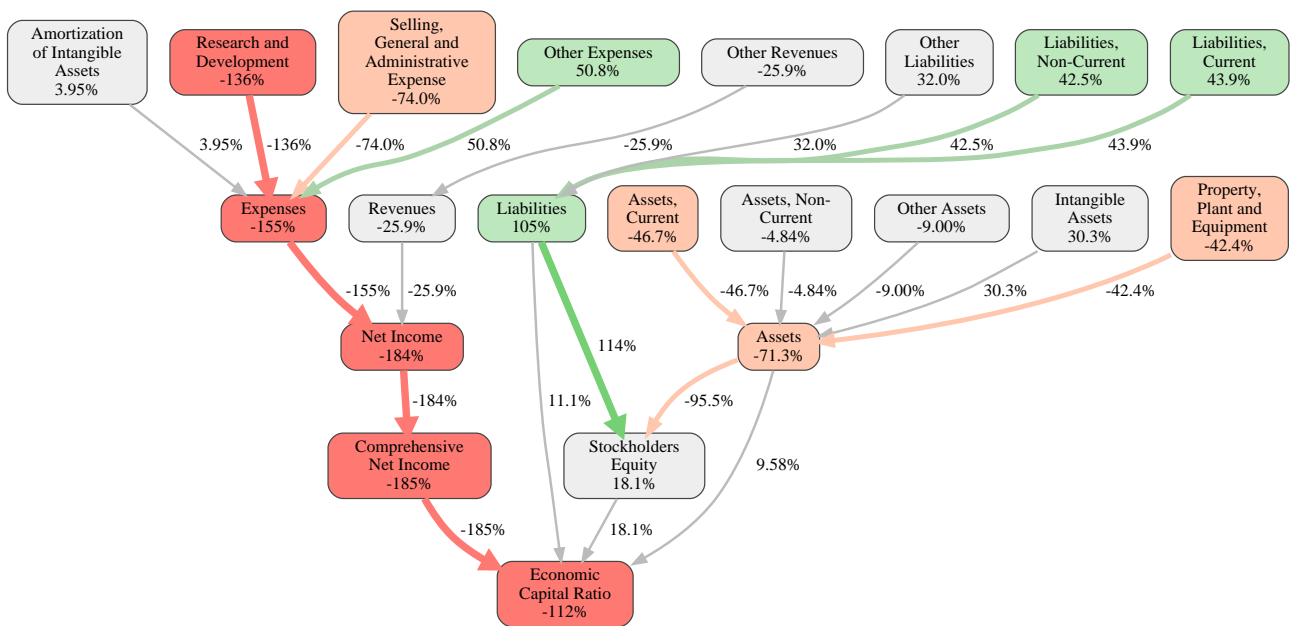 Amortization
of Intangible
Assets
3.95%
Research and
Development
-136%
Selling,
General and
Administrative
Expense
-74.0%
Other Expenses
50.8%
Other Revenues
-25.9%
Other
Liabilities
32.0%
Liabilities,
Non-Current
42.5%
Liabilities,
Current
43.9%
3.95%
-136%
-74.0%
50.8%
-25.9%
32.0%
42.5%
43.9%
Expenses
-155%
Revenues
-25.9%
Liabilities
105%
Assets,
Current
-46.7%
Assets, Non-
Current
-4.84%
Other Assets
-9.00%
Intangible
Assets
30.3%
Property,
Plant and
Equipment
-42.4%
-155%
-25.9%
-46.7%
-4.84%
-9.00%
30.3%
-42.4%
Net Income
-184%
114%
Assets
-71.3%
-184%
11.1%
-95.5%
9.58%
Comprehensive
Net Income
-185%
Stockholders
Equity
18.1%
-185%
18.1%
Economic
Capital Ratio
-112%